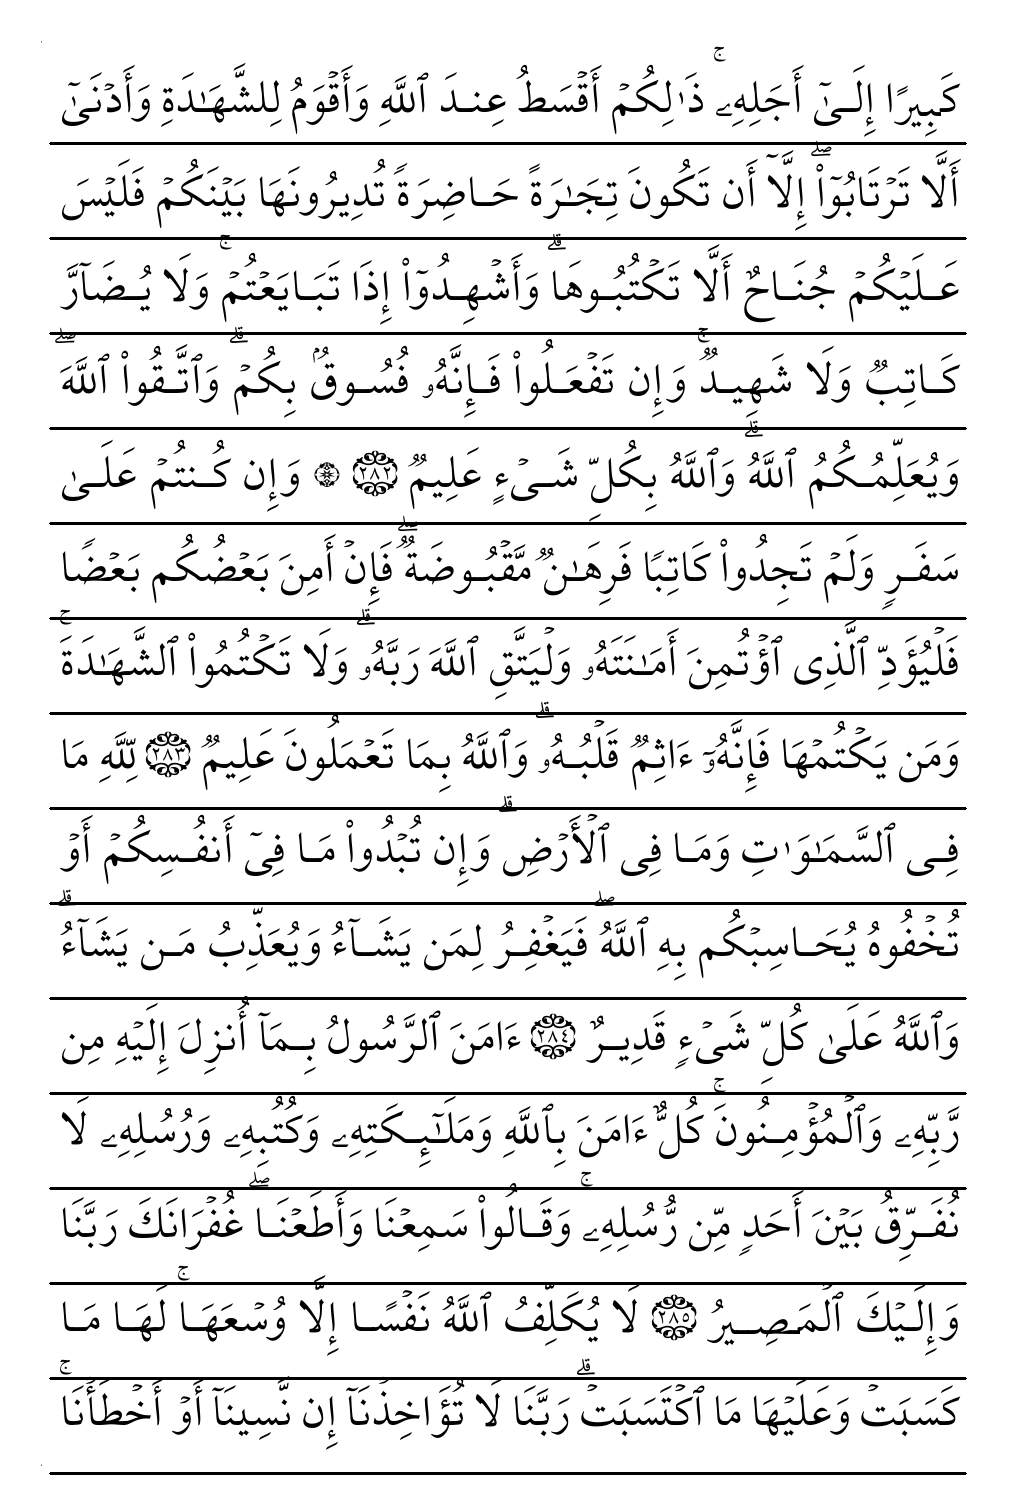 كَبِيرًا إِلَىٰٓ أَجَلِهِۦۚ ذَٰلِكُمۡ أَقۡسَطُ عِندَ ٱللَّهِ وَأَقۡوَمُ لِلشَّهَٰدَةِ وَأَدۡنَىٰٓ
أَلَّا تَرۡتَابُوٓاْۖ إِلَّآ أَن تَكُونَ تِجَٰرَةً حَاضِرَةٗ تُدِيرُونَهَا بَيۡنَكُمۡ فَلَيۡسَ
عَلَيۡكُمۡ جُنَاحٌ أَلَّا تَكۡتُبُوهَاۗ وَأَشۡهِدُوٓاْ إِذَا تَبَايَعۡتُمۡۚ وَلَا يُضَآرَّ
كَاتِبٞ وَلَا شَهِيدٞۚ وَإِن تَفۡعَلُواْ فَإِنَّهُۥ فُسُوقُۢ بِكُمۡۗ وَٱتَّقُواْ ٱللَّهَۖ
وَيُعَلِّمُكُمُ ٱللَّهُۗ وَٱللَّهُ بِكُلِّ شَيۡءٍ عَلِيمٞ ٢٨٢ ۞ وَإِن كُنتُمۡ عَلَىٰ
سَفَرٖ وَلَمۡ تَجِدُواْ كَاتِبٗا فَرِهَٰنٞ مَّقۡبُوضَةٞۖ فَإِنۡ أَمِنَ بَعۡضُكُم بَعۡضٗا
فَلۡيُؤَدِّ ٱلَّذِي ٱؤۡتُمِنَ أَمَٰنَتَهُۥ وَلۡيَتَّقِ ٱللَّهَ رَبَّهُۥۗ وَلَا تَكۡتُمُواْ ٱلشَّهَٰدَةَۚ
وَمَن يَكۡتُمۡهَا فَإِنَّهُۥٓ ءَاثِمٞ قَلۡبُهُۥۗ وَٱللَّهُ بِمَا تَعۡمَلُونَ عَلِيمٞ ٢٨٣ لِّلَّهِ مَا
فِي ٱلسَّمَٰوَٰتِ وَمَا فِي ٱلۡأَرۡضِۗ وَإِن تُبۡدُواْ مَا فِيٓ أَنفُسِكُمۡ أَوۡ
تُخۡفُوهُ يُحَاسِبۡكُم بِهِ ٱللَّهُۖ فَيَغۡفِرُ لِمَن يَشَآءُ وَيُعَذِّبُ مَن يَشَآءُۗ
وَٱللَّهُ عَلَىٰ كُلِّ شَيۡءٖ قَدِيرٌ ٢٨٤ ءَامَنَ ٱلرَّسُولُ بِمَآ أُنزِلَ إِلَيۡهِ مِن
رَّبِّهِۦ وَٱلۡمُؤۡمِنُونَۚ كُلٌّ ءَامَنَ بِٱللَّهِ وَمَلَٰٓئِكَتِهِۦ وَكُتُبِهِۦ وَرُسُلِهِۦ لَا
نُفَرِّقُ بَيۡنَ أَحَدٖ مِّن رُّسُلِهِۦۚ وَقَالُواْ سَمِعۡنَا وَأَطَعۡنَاۖ غُفۡرَانَكَ رَبَّنَا
وَإِلَيۡكَ ٱلۡمَصِيرُ ٢٨٥ لَا يُكَلِّفُ ٱللَّهُ نَفۡسًا إِلَّا وُسۡعَهَاۚ لَهَا مَا
كَسَبَتۡ وَعَلَيۡهَا مَا ٱكۡتَسَبَتۡۗ رَبَّنَا لَا تُؤَاخِذۡنَآ إِن نَّسِينَآ أَوۡ أَخۡطَأۡنَاۚ